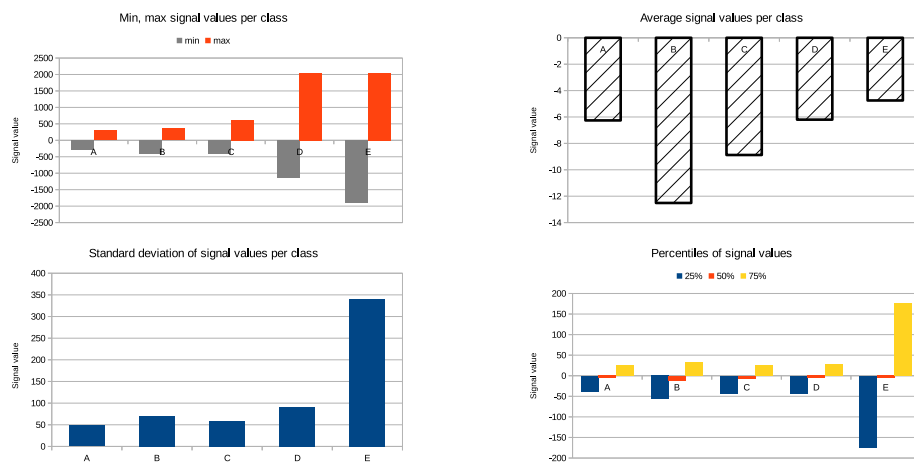 Min, max signal values per class
min max
2500
2000
1500
1000
500
0
-500
-1000
-1500
-2000
-2500
Signal value
A B C D E
Average signal values per class
0
-2
-4
-6
-8
-10
-12
-14
Signal value
A B C D E
Standard deviation of signal values per class
400
350
300
250
200
150
100
50
0
Signal value
A B C D E
Percentiles of signal values
25% 50% 75%
200
150
100
50
0
-50
-100
-150
-200
Signal value
A B C D E